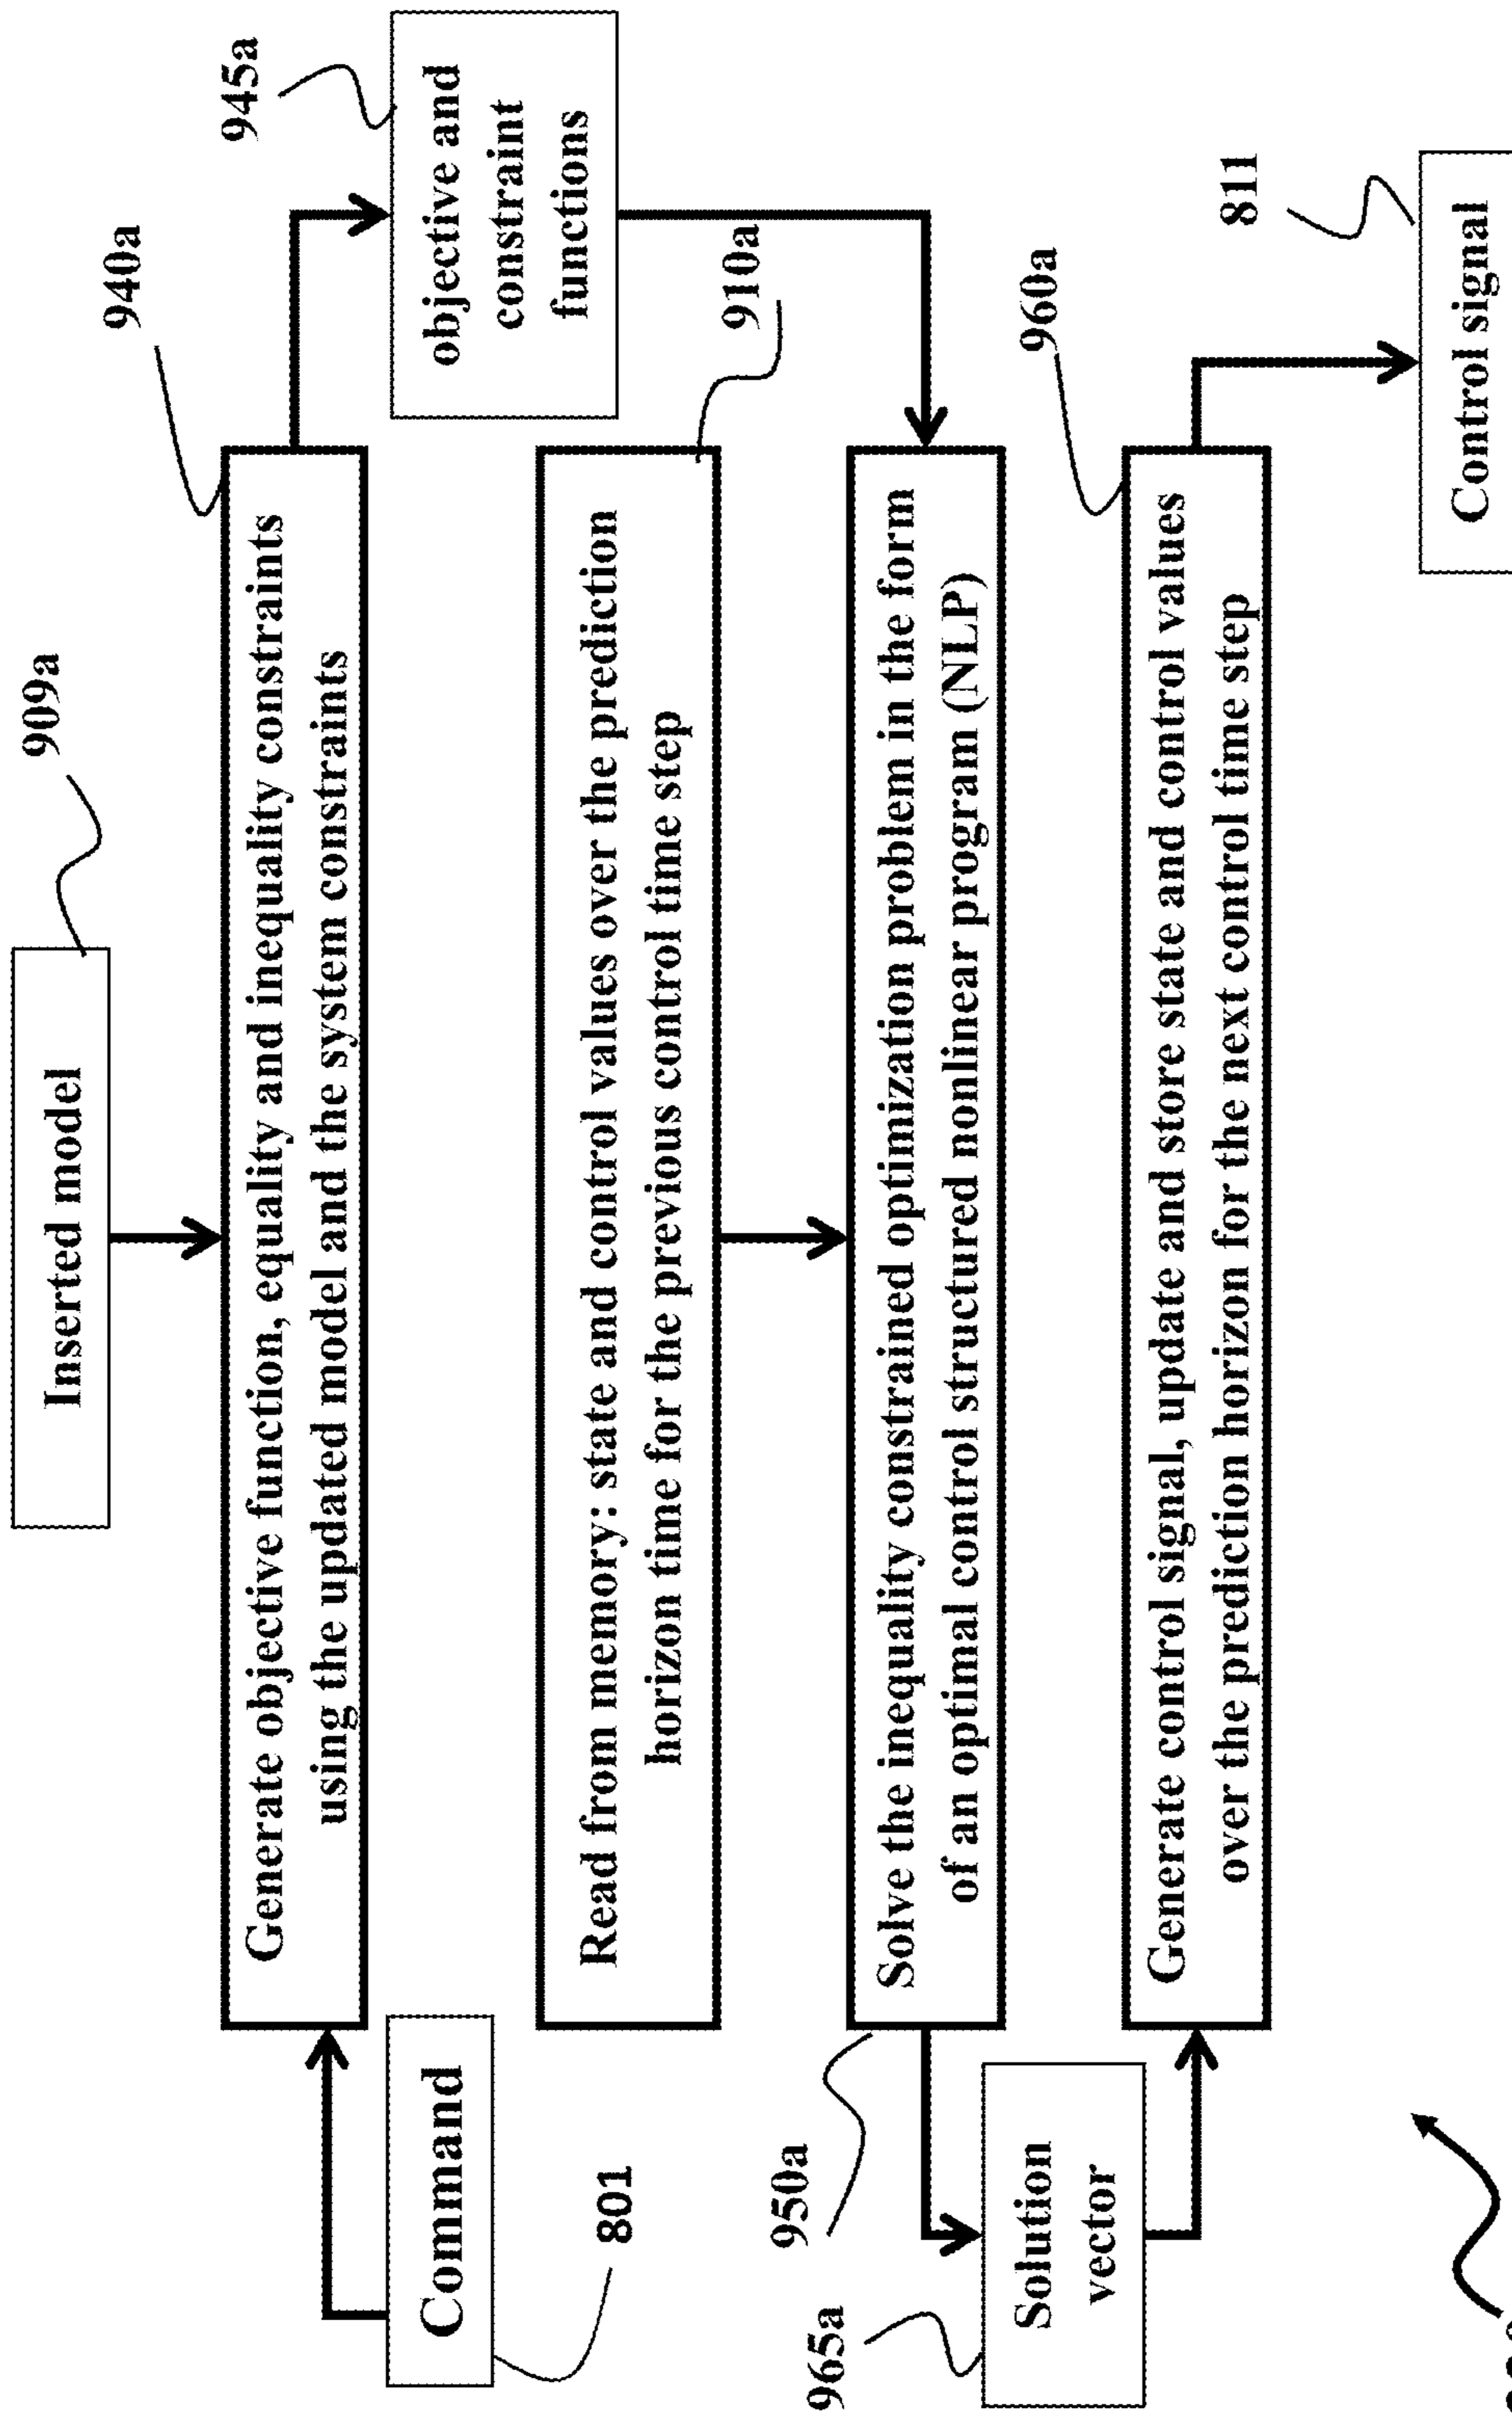 909a
Inserted model
940a
Generate objective function, equality and inequality constraints
using the updated model and the system constraints
945a
objective and
constraint
functions
Command
801
910a
Read from memory: state and control values over the prediction
horizon time for the previous control time step
950a
Solve the inequality constrained optimization problem in the form
of an optimal control structured nonlinear program (NLP)
965a
Solution
vector
960a
Generate control signal, update and store state and control values
over the prediction horizon for the next control time step
811
Control signal